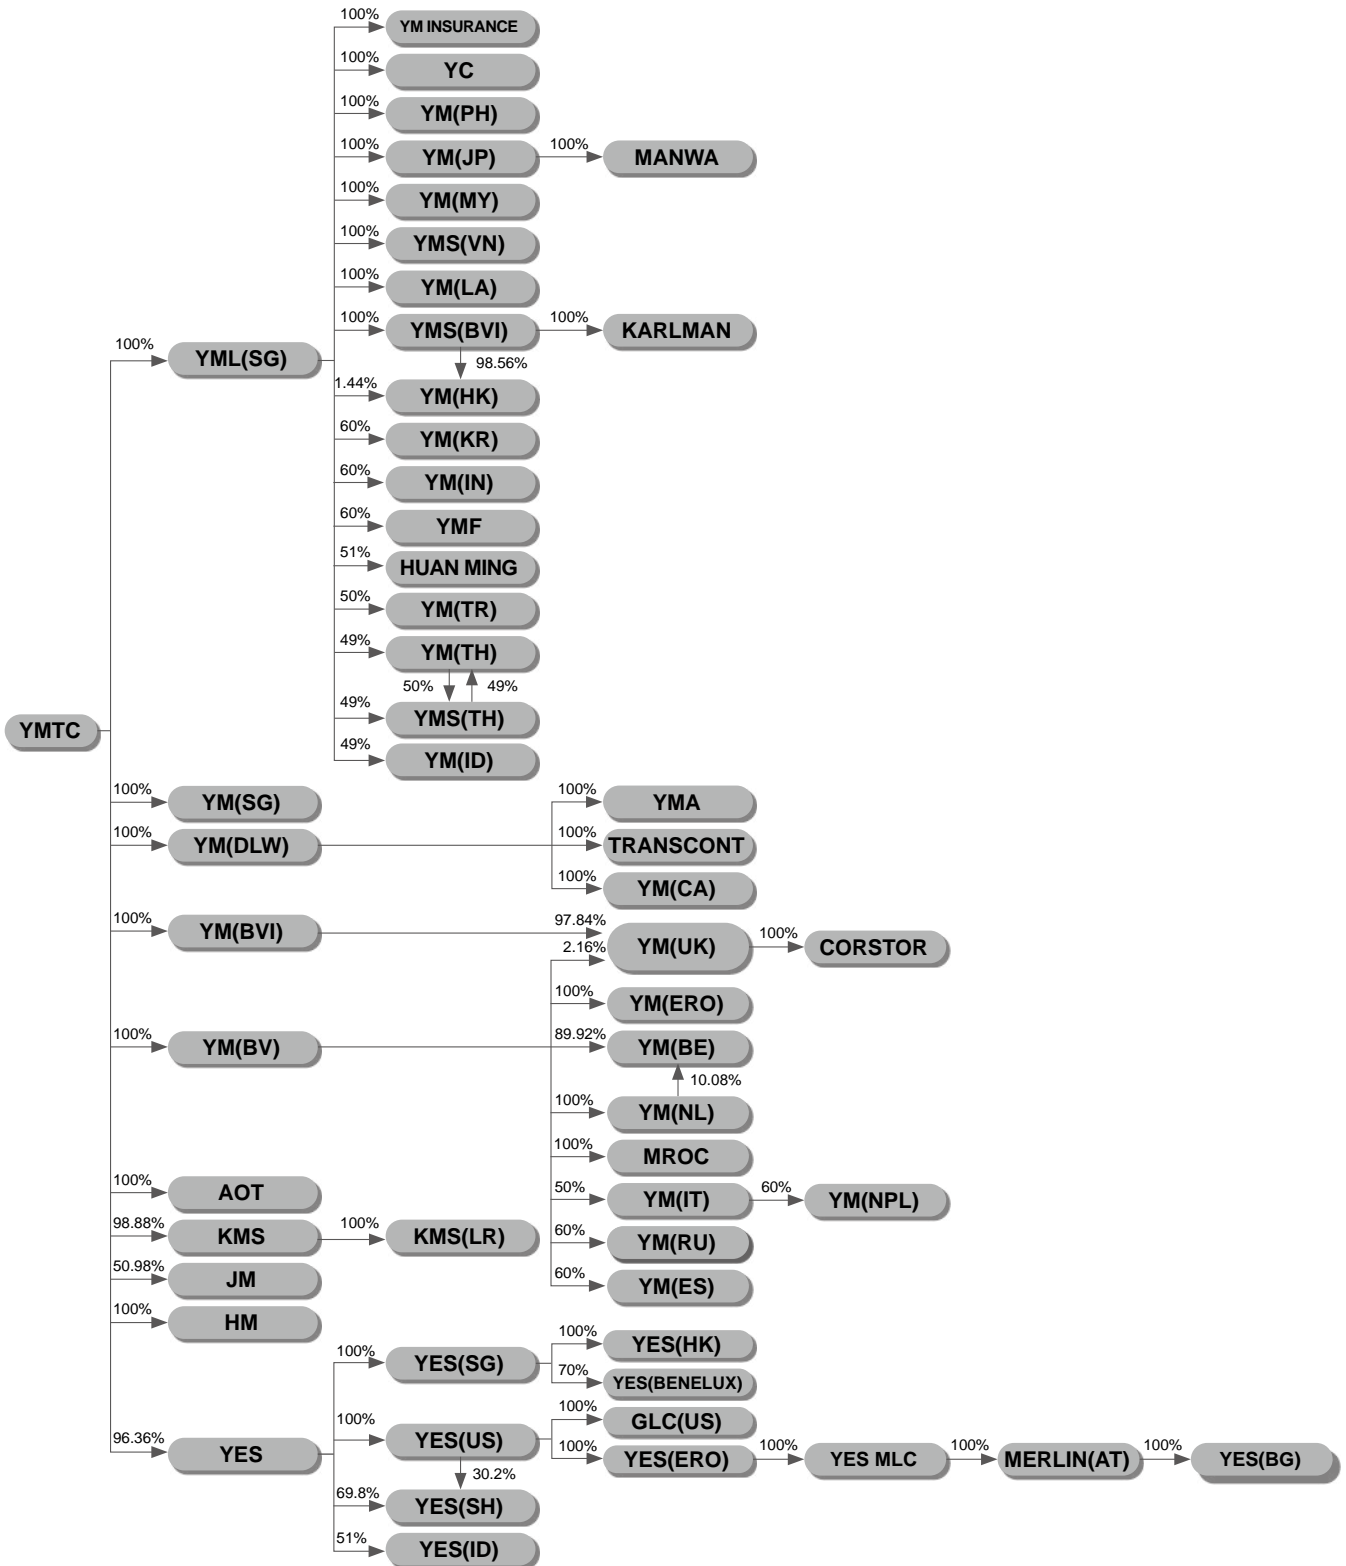 100% YM INSURANCE
100% YC
100% YM(PH)
100% YM(JP) 100% MANWA
100% YM(MY)
100% YMS(VN)
100% YM(LA)
100% YMS(BVI) 100% KARLMAN
100% YML(SG)
98.56%
1.44% YM(HK)
60% YM(KR)
60% YM(IN)
60% YMF
51% HUAN MING
50% YM(TR)
49% YM(TH)
50% 49%
49% YMS(TH)
YMTC
49% YM(ID)
100% YM(SG) 100% YMA
100% YM(DLW) 100% TRANSCONT
100% YM(CA)
100% YM(BVI) 97.84%
2.16% YM(UK) 100% CORSTOR
100% YM(ERO)
100% YM(BV) 89.92% YM(BE)
10.08%
100% YM(NL)
100% MROC
100% AOT 50% YM(IT) 60% YM(NPL)
98.88% KMS 100% KMS(LR) 60% YM(RU)
50.98% JM 60% YM(ES)
100% HM
100% YES(SG) 100% YES(HK)
70% YES(BENELUX)
100% GLC(US)
100% YES(US)
96.36% YES 100% YES(ERO) 100% YES MLC 100% MERLIN(AT) 100% YES(BG)
30.2%
69.8% YES(SH)
51% YES(ID)